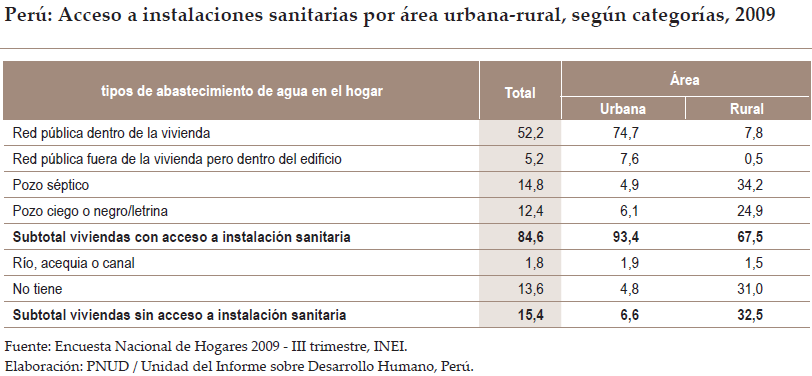 Perú: Acceso a instalaciones sanitarias por área urbana-rural, según categorías, 2009
tipos de abastecimiento de agua en el hogar Total Área
Urbana Rural
Red pública dentro de la vivienda 52,2 74,7 7,8
Red pública fuera de la vivienda pero dentro del edificio 5,2 7,6 0,5
Pozo séptico 14,8 4,9 34,2
Pozo ciego o negro/letrina 12,4 6,1 24,9
Subtotal viviendas con acceso a instalación sanitaria 84,6 93,4 67,5
Río, acequia o canal 1,8 1,9 1,5
No tiene 13,6 4,8 31,0
Subtotal viviendas sin acceso a instalación sanitaria 15,4 6,6 32,5
Fuente: Encuesta Nacional de Hogares 2009 - III trimestre, INEI.
Elaboración: PNUD / Unidad del Informe sobre Desarrollo Humano, Perú.